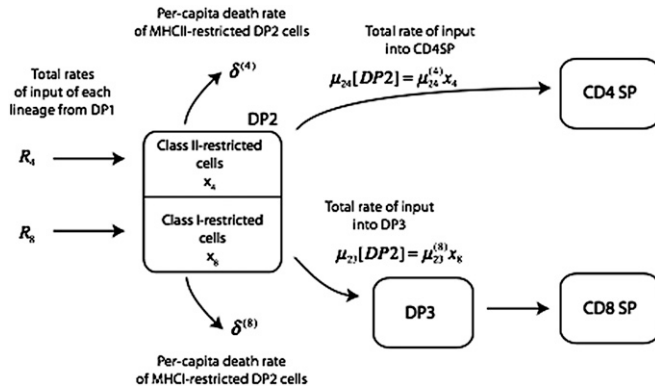 Per-capita death rate
of MHCII-restricted DP2 cells
δ⁽⁴⁾
Total rate of input
into CD4SP
μ₂₄[DP2] = μ₂₄⁽⁴⁾x₄
CD4 SP
Total rates
of input of each
lineage from DP1
DP2
R₄
Class II-restricted
cells
x₄
R₈
Class I-restricted
cells
x₈
Total rate of input
into DP3
μ₂₃[DP2] = μ₂₃⁽⁸⁾x₈
DP3
CD8 SP
δ⁽⁸⁾
Per-capita death rate
of MHCI-restricted DP2 cells